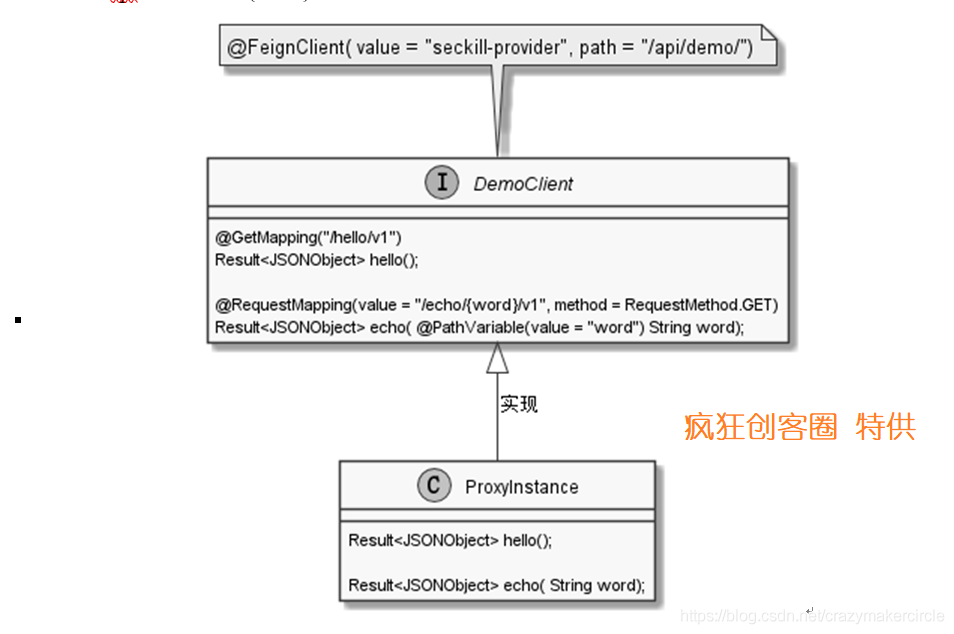 @FeignClient( value = "seckill-provider", path = "/api/demo/")
I DemoClient
@GetMapping("/hello/v1")
Result<JSONObject> hello();
@RequestMapping(value = "/echo/{word}/v1", method = RequestMethod.GET)
Result<JSONObject> echo( @PathVariable(value = "word") String word);
实现
疯狂创客圈 特供
C ProxyInstance
Result<JSONObject> hello();
Result<JSONObject> echo( String word);
https://blog.csdn.net/crazymakercircle